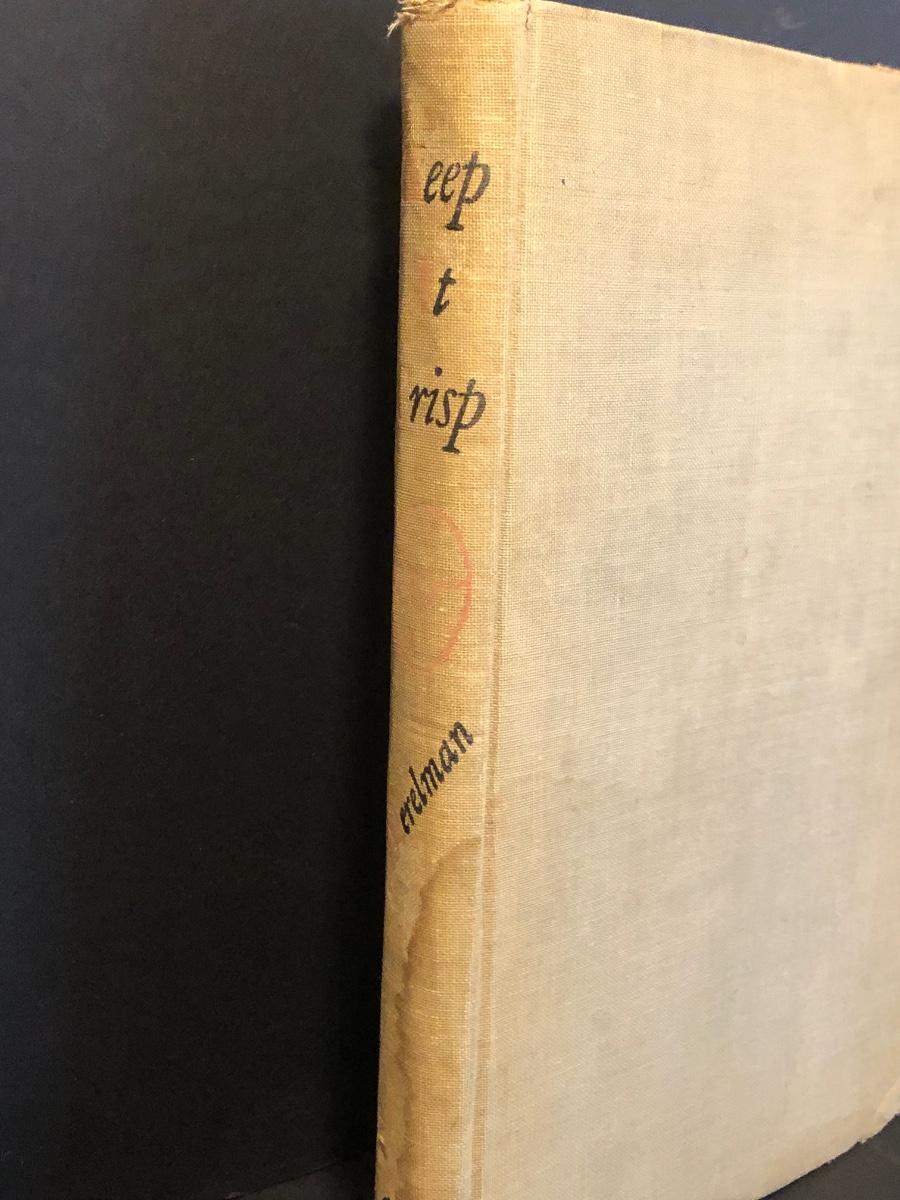 eep
t
risp
erelman